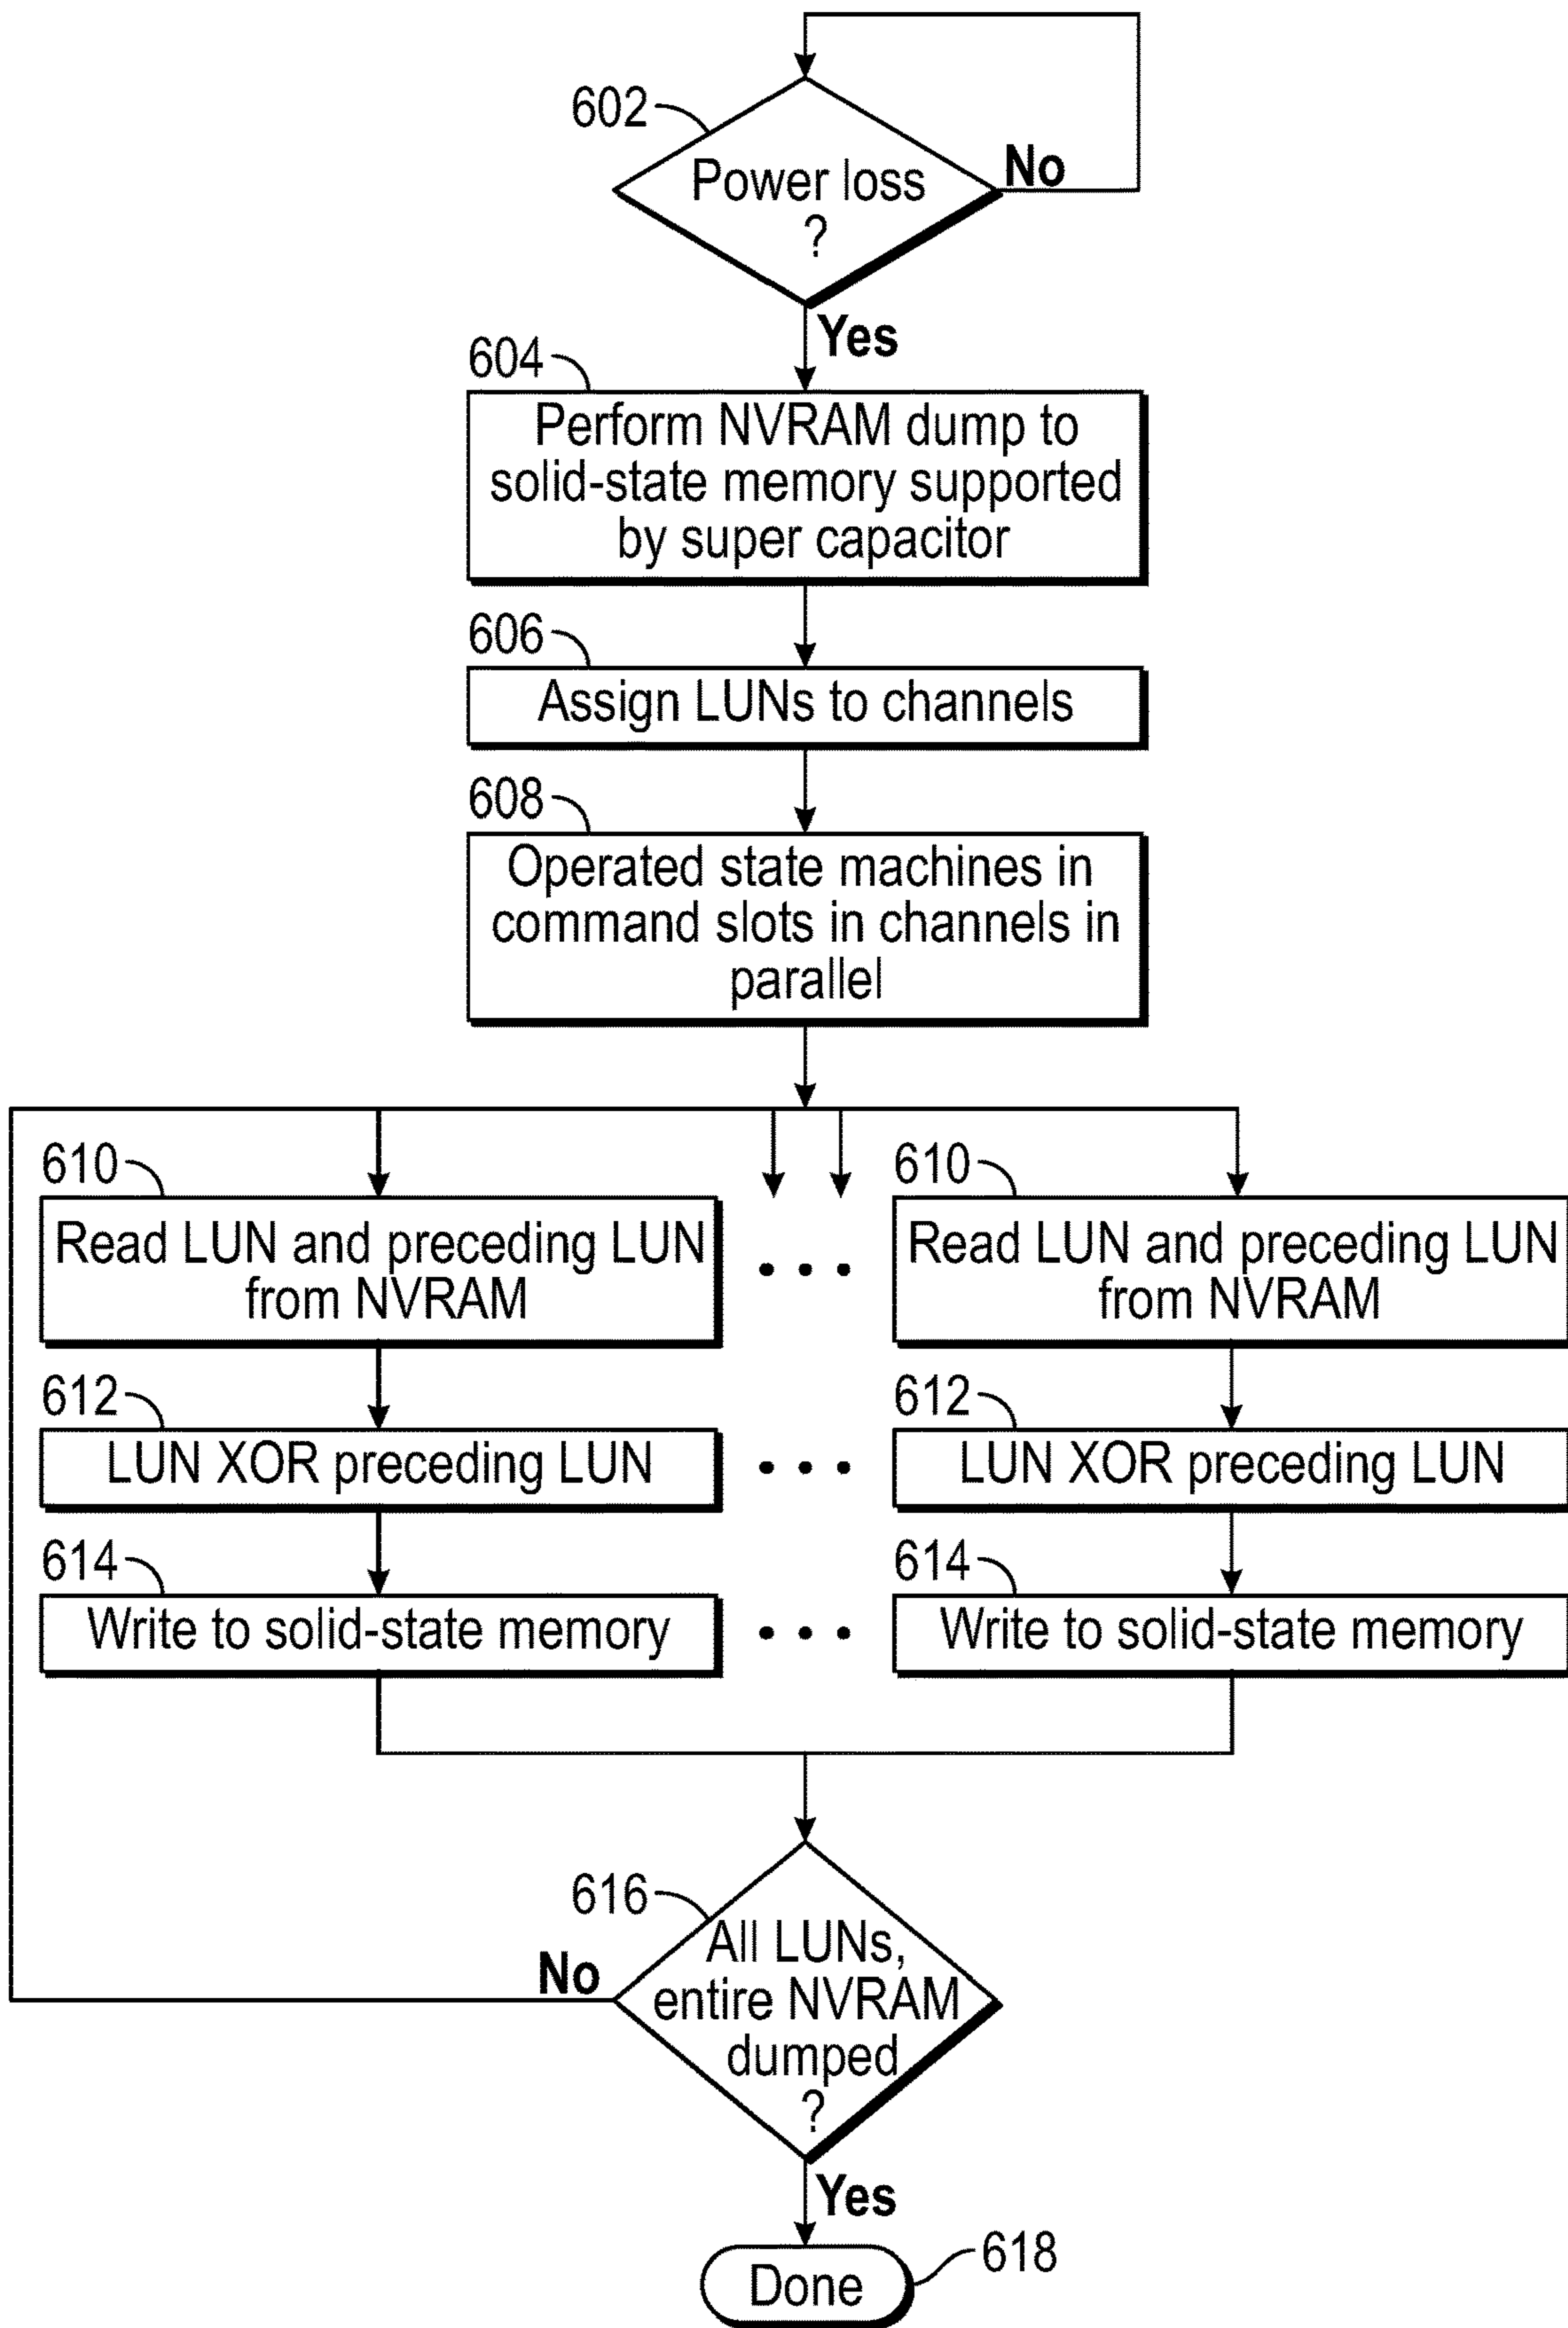 602
Power loss
?
No
Yes
604
Perform NVRAM dump to
solid-state memory supported
by super capacitor
606
Assign LUNs to channels
608
Operated state machines in
command slots in channels in
parallel
610
Read LUN and preceding LUN
from NVRAM
• • •
610
Read LUN and preceding LUN
from NVRAM
612
LUN XOR preceding LUN
• • •
612
LUN XOR preceding LUN
614
Write to solid-state memory
• • •
614
Write to solid-state memory
616
All LUNs,
entire NVRAM
dumped
?
No
Yes
Done
618